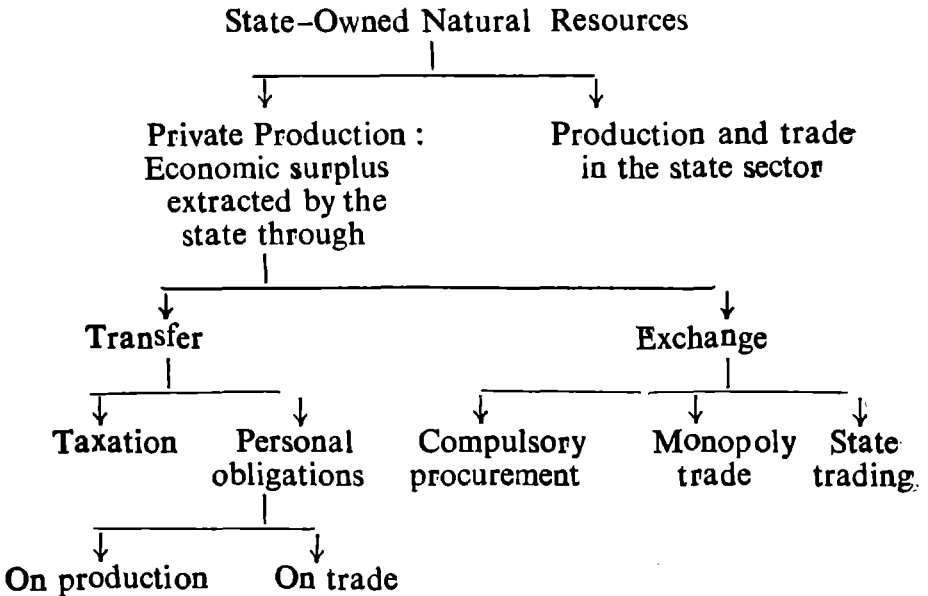 State-Owned Natural Resources
Private Production :
Economic surplus
extracted by the
state through
Production and trade
in the state sector
Transfer
Exchange
Taxation
Personal
obligations
Compulsory
procurement
Monopoly
trade
State
trading.
On production
On trade